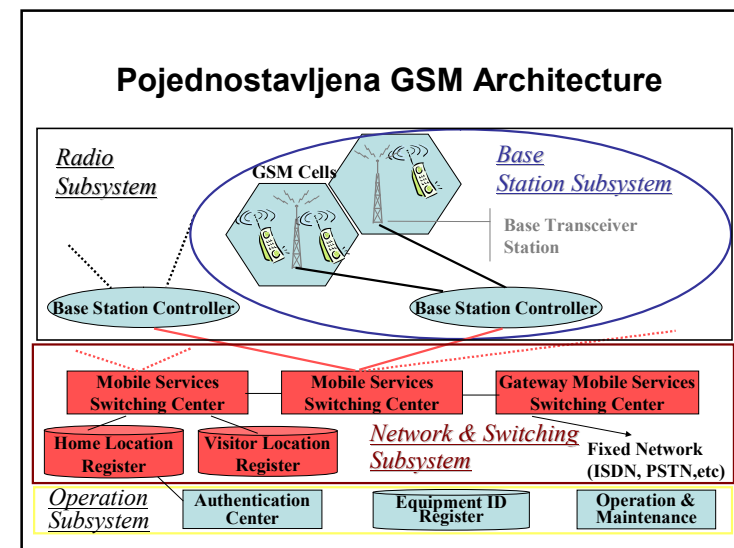 Pojednostavljena GSM Architecture
Radio
Subsystem
GSM Cells
Base
Station Subsystem
Base Transceiver
Station
Base Station Controller
Base Station Controller
Mobile Services
Switching Center
Mobile Services
Switching Center
Gateway Mobile Services
Switching Center
Home Location
Register
Visitor Location
Register
Network & Switching
Subsystem
Fixed Network
(ISDN, PSTN,etc)
Operation
Subsystem
Authentication
Center
Equipment ID
Register
Operation &
Maintenance